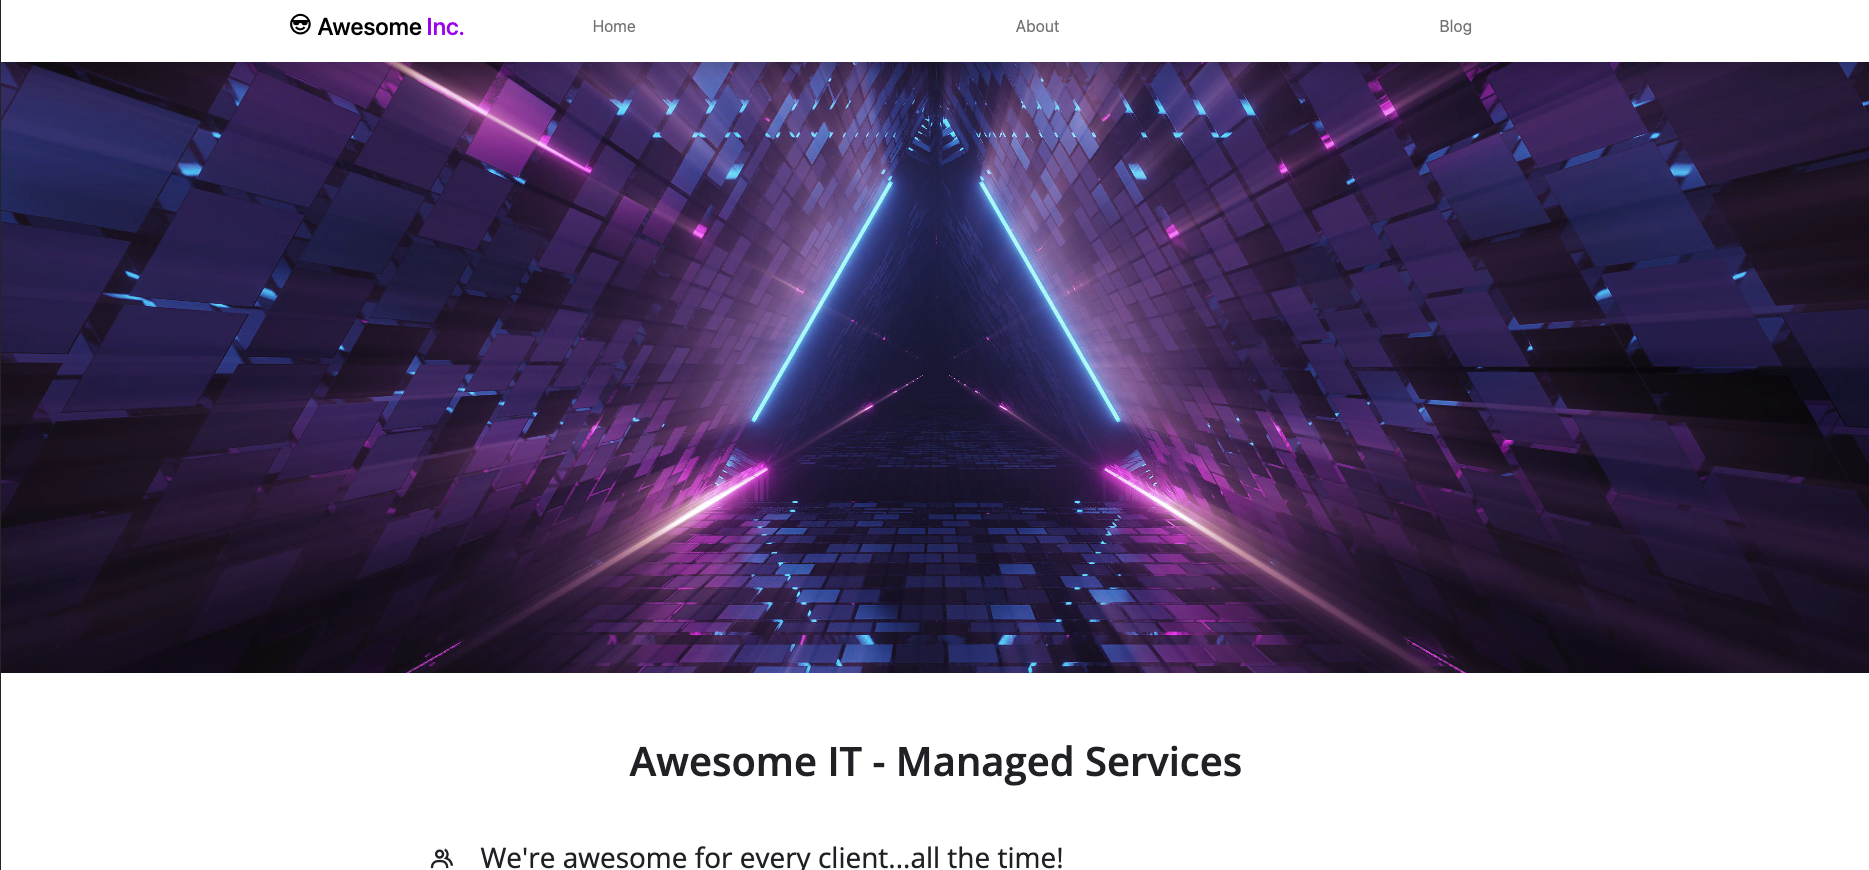 Awesome Inc. Home About Blog
Awesome IT - Managed Services
We're awesome for every client...all the time!